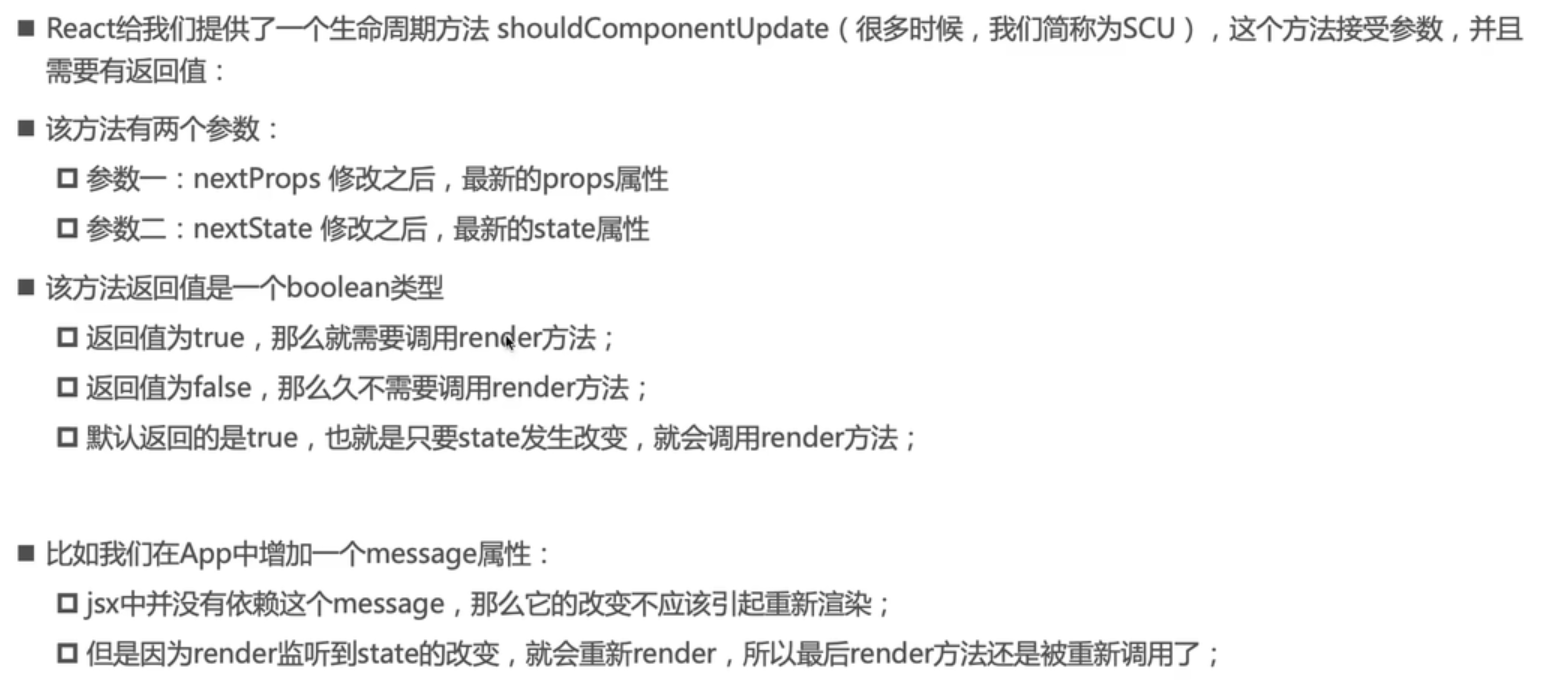 ■ React给我们提供了一个生命周期方法 shouldComponentUpdate（很多时候，我们简称为SCU），这个方法接受参数，并且
需要有返回值：
■ 该方法有两个参数：
参数一：nextProps 修改之后，最新的props属性
参数二：nextState 修改之后，最新的state属性
■ 该方法返回值是一个boolean类型
返回值为true，那么就需要调用render方法；
返回值为false，那么久不需要调用render方法；
默认返回的是true，也就是只要state发生改变，就会调用render方法；
■ 比如我们在App中增加一个message属性：
jsx中并没有依赖这个message，那么它的改变不应该引起重新渲染；
但是因为render监听到state的改变，就会重新render，所以最后render方法还是被重新调用了；